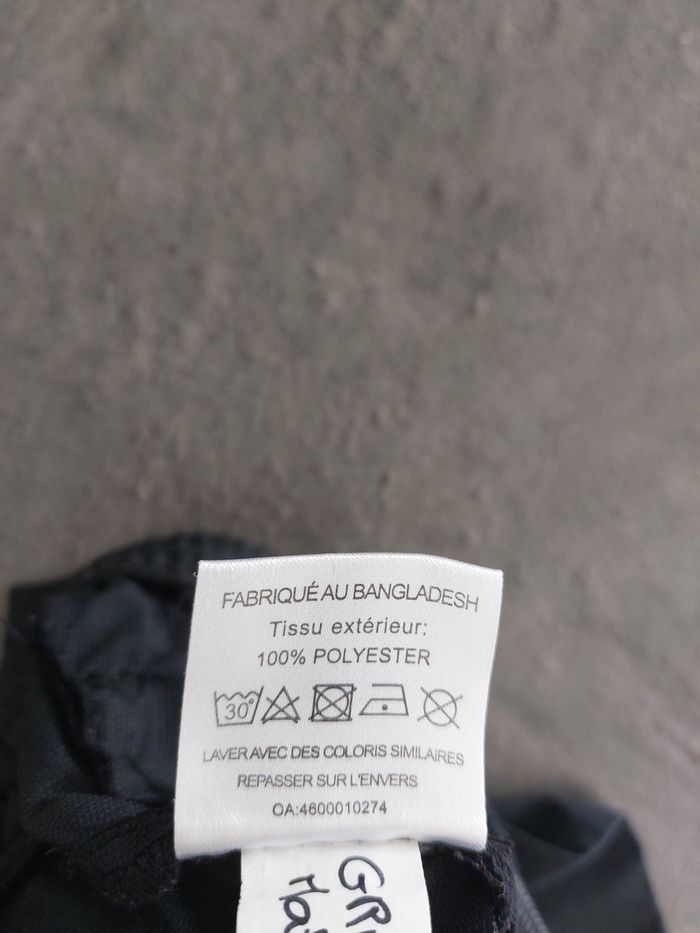 FABRIQUÉ AU BANGLADESH
Tissu extérieur:
100% POLYESTER
30°
LAVER AVEC DES COLORIS SIMILAIRES
REPASSER SUR L'ENVERS
OA:4600010274